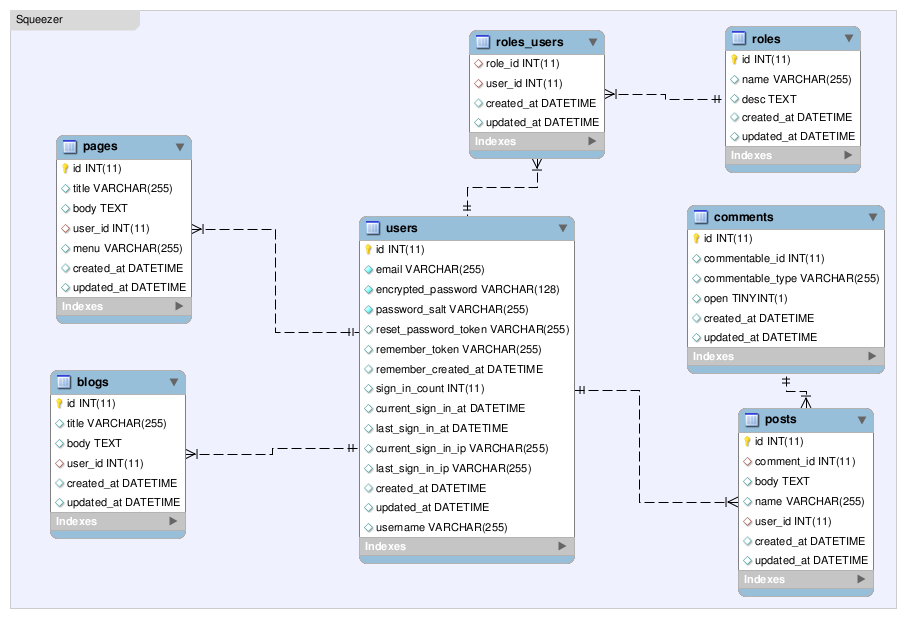 Squeezer
roles_users
role_id INT(11)
user_id INT(11)
created_at DATETIME
updated_at DATETIME
Indexes
roles
id INT(11)
name VARCHAR(255)
desc TEXT
created_at DATETIME
updated_at DATETIME
Indexes
pages
id INT(11)
title VARCHAR(255)
body TEXT
user_id INT(11)
menu VARCHAR(255)
created_at DATETIME
updated_at DATETIME
Indexes
users
id INT(11)
email VARCHAR(255)
encrypted_password VARCHAR(128)
password_salt VARCHAR(255)
reset_password_token VARCHAR(255)
remember_token VARCHAR(255)
remember_created_at DATETIME
sign_in_count INT(11)
current_sign_in_at DATETIME
last_sign_in_at DATETIME
current_sign_in_ip VARCHAR(255)
last_sign_in_ip VARCHAR(255)
created_at DATETIME
updated_at DATETIME
username VARCHAR(255)
Indexes
comments
id INT(11)
commentable_id INT(11)
commentable_type VARCHAR(255)
open TINYINT(1)
created_at DATETIME
updated_at DATETIME
Indexes
blogs
id INT(11)
title VARCHAR(255)
body TEXT
user_id INT(11)
created_at DATETIME
updated_at DATETIME
Indexes
posts
id INT(11)
comment_id INT(11)
body TEXT
name VARCHAR(255)
user_id INT(11)
created_at DATETIME
updated_at DATETIME
Indexes